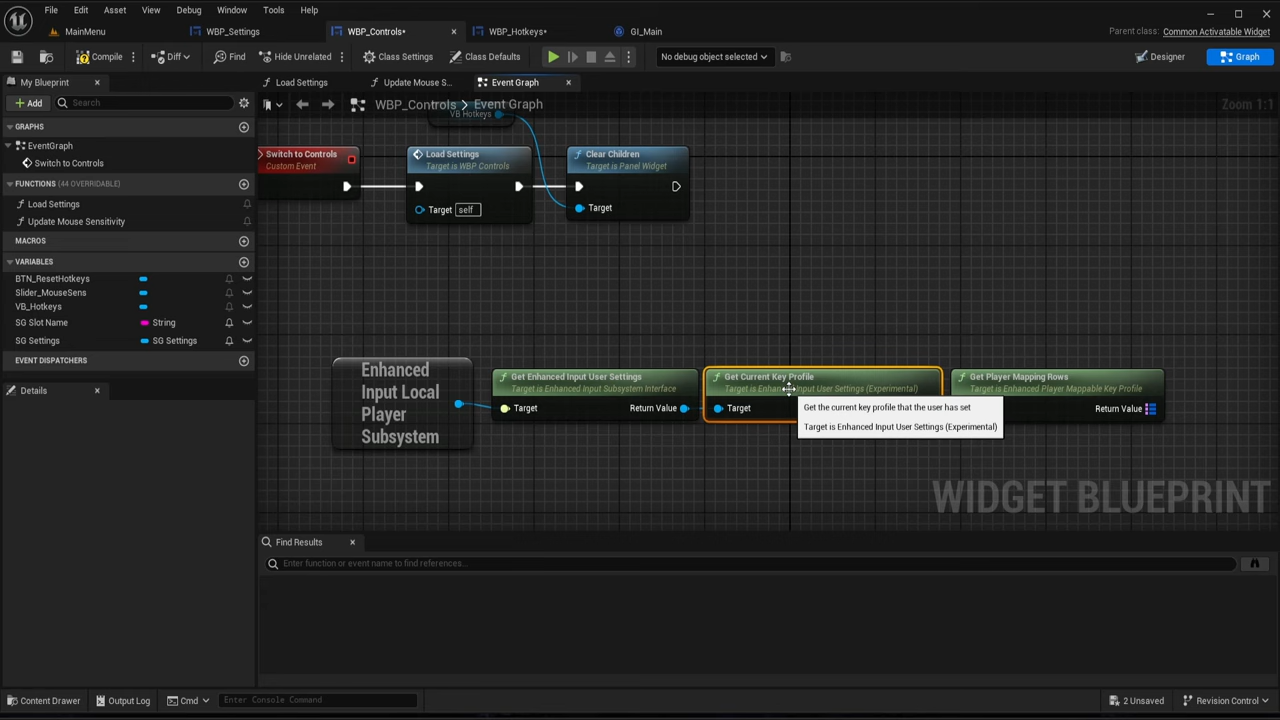 File Edit Asset View Debug Window Tools Help
MainMenu WBP_Settings WBP_Controls* WBP_Hotkeys* GI_Main
Parent class: Common Activatable Widget
Compile Diff Find Hide Unrelated Class Settings Class Defaults No debug object selected Designer Graph
My Blueprint Load Settings Update Mouse S... Event Graph
Add Search
WBP_Controls > Event Graph Zoom 1:1
GRAPHS
EventGraph
Switch to Controls
FUNCTIONS (44 OVERRIDABLE)
Load Settings
Update Mouse Sensitivity
MACROS
VARIABLES
BTN_ResetHotkeys
Slider_MouseSens
VB_Hotkeys
SG Slot Name String
SG Settings SG Settings
EVENT DISPATCHERS
Details
VB Hotkeys
Switch to Controls
Custom Event
Load Settings
Target is WBP Controls
Target self
Clear Children
Target is Panel Widget
Target
Enhanced
Input Local
Player
Subsystem
Get Enhanced Input User Settings
Target is Enhanced Input Subsystem Interface
Target Return Value
Get Current Key Profile
Target is Enhanced Input User Settings (Experimental)
Target
Get Player Mapping Rows
Target is Enhanced Player Mappable Key Profile
Return Value
Get the current key profile that the user has set
Target is Enhanced Input User Settings (Experimental)
WIDGET BLUEPRINT
Find Results
Enter function or event name to find references...
Content Drawer Output Log Cmd Enter Console Command 2 Unsaved Revision Control